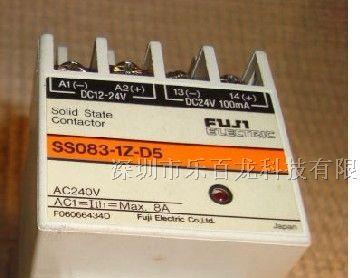 A1 (-) A2 (+) 13 (-) 14 (+)
DC12-24V DC24V 100mA
Solid State
Contactor
FUJI
ELECTRIC
SS083-1Z-D5
深圳市乐百龙科技有限
AC240V
AC1=Ith=Max. 8A
F06066434D Fuji Electric Co.,Ltd.
Japan